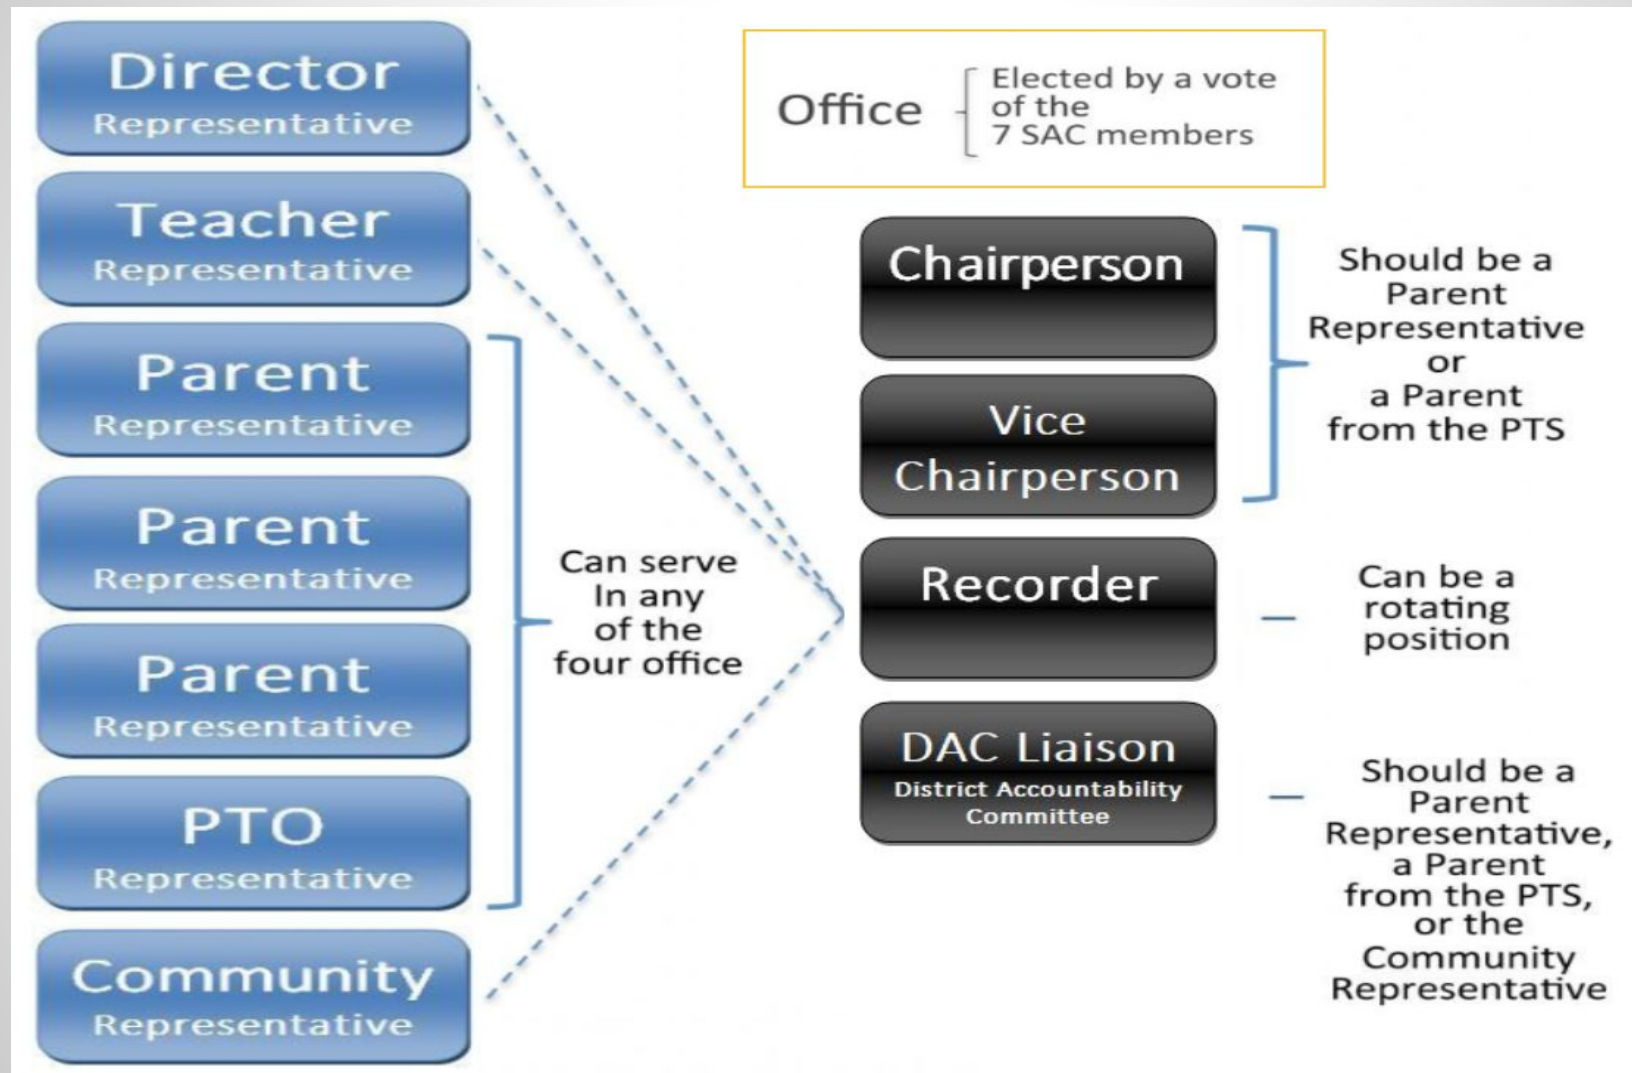 Director
Representative
Teacher
Representative
Parent
Representative
Parent
Representative
Parent
Representative
PTO
Representative
Community
Representative
Can serve
In any
of the
four office
Office
Elected by a vote
of the
7 SAC members
Chairperson
Vice
Chairperson
Recorder
DAC Liaison
District Accountability
Committee
Should be a
Parent
Representative
or
a Parent
from the PTS
Can be a
rotating
position
Should be a
Parent
Representative,
a Parent
from the PTS,
or the
Community
Representative